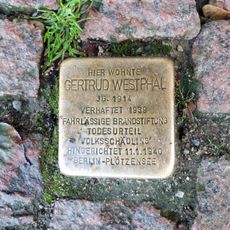 HIER WOHNTE
GERTRUD WESTPHAL
JG. 1914
VERHAFTET 1939
FAHRLÄSSIGE BRANDSTIFTUNG
TODESURTEIL
"VOLKSSCHÄDLING"
HINGERICHTET 11.1.1940
BERLIN-PLÖTZENSEE